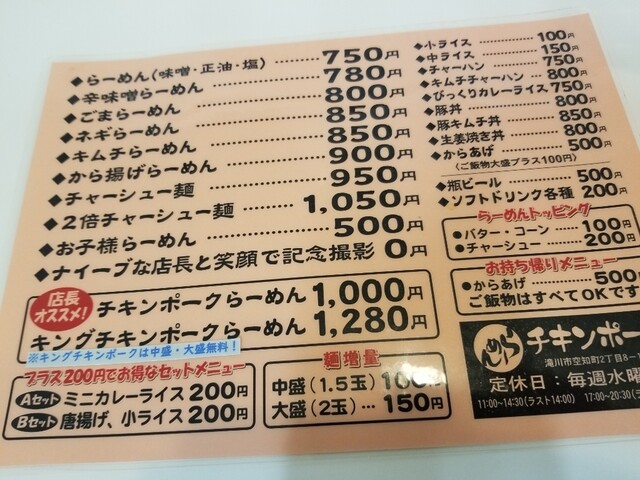 ◆らーめん(味噌・正油・塩)……… 750円
◆辛味噌らーめん……………… 780円
◆ごまらーめん……………… 800円
◆ネギらーめん……………… 850円
◆キムチらーめん……………… 850円
◆から揚げらーめん……………… 900円
◆チャーシュー麺……………… 950円
◆2倍チャーシュー麺………… 1,050円
◆お子様らーめん……………… 500円
◆ナイーブな店長と笑顔で記念撮影 0円
店長オススメ!
チキンポークらーめん 1,000円
キングチキンポークらーめん 1,280円
※キングチキンポークは中盛・大盛無料!
プラス200円でお得なセットメニュー
Aセット ミニカレーライス 200円
Bセット 唐揚げ、小ライス 200円
麺増量
中盛(1.5玉) 100円
大盛(2玉)… 150円
◆小ライス……………… 100円
◆中ライス……………… 150円
◆チャーハン…………… 750円
◆キムチチャーハン…… 800円
◆びっくりカレーライス 750円
◆豚丼………………… 800円
◆豚キムチ丼………… 850円
◆生姜焼き丼………… 800円
◆からあげ…………… 500円
(ご飯物大盛プラス100円)
◆瓶ビール…………… 500円
◆ソフトドリンク各種 200円
らーめんトッピング
●バター・コーン…… 100円
●チャーシュー……… 200円
お持ち帰りメニュー
●からあげ………… 500
ご飯物はすべてOKです
らーめん
チキンポー
滝川市空知町2丁目8-
定休日:毎週水曜
11:00~14:30(ラスト14:00) 17:00~20:30(ラ